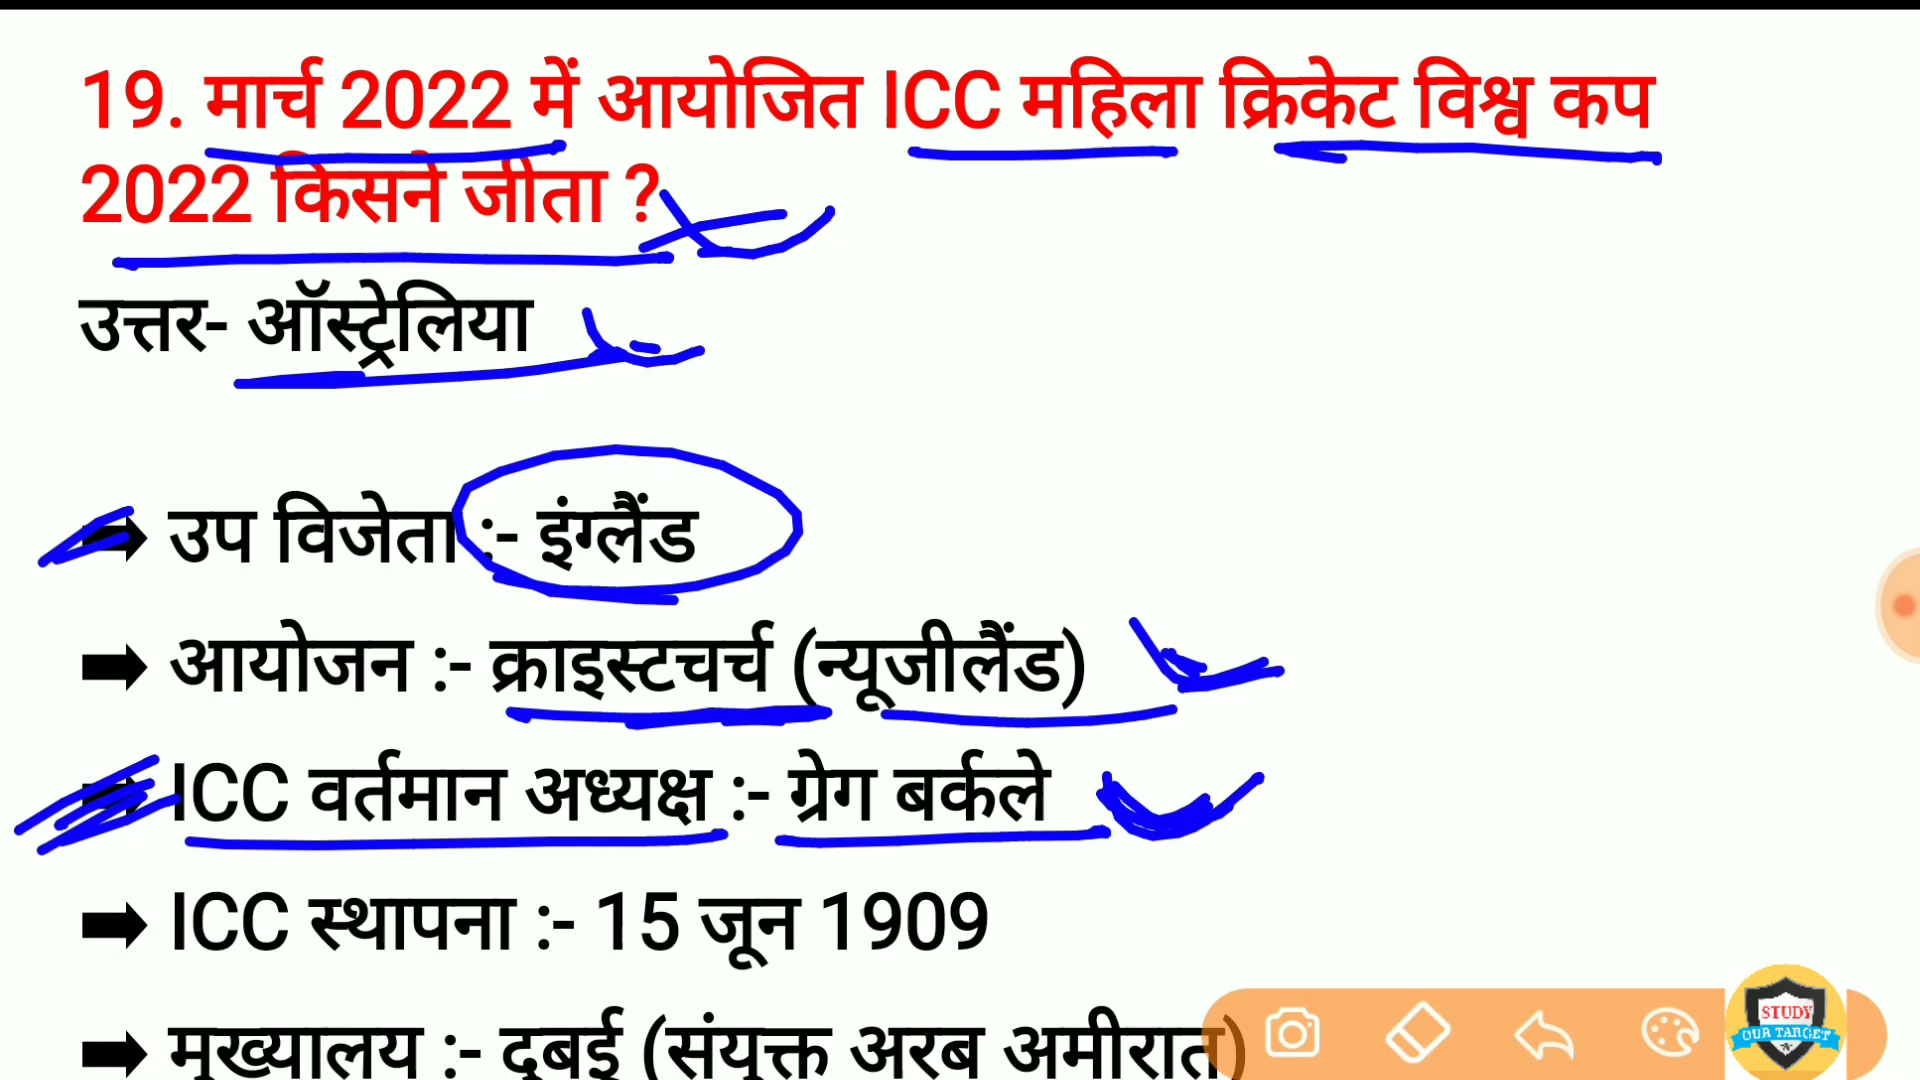 19. मार्च 2022 में आयोजित ICC महिला क्रिकेट विश्व कप
2022 किसने जीता ?
उत्तर- ऑस्ट्रेलिया
➡ उप विजेता :- इंग्लैंड
➡ आयोजन :- क्राइस्टचर्च (न्यूजीलैंड)
➡ ICC वर्तमान अध्यक्ष :- ग्रेग बर्कले
➡ ICC स्थापना :- 15 जून 1909
➡ मुख्यालय :- दुबई (संयुक्त अरब अमीरात)
STUDY
OUR TARGET